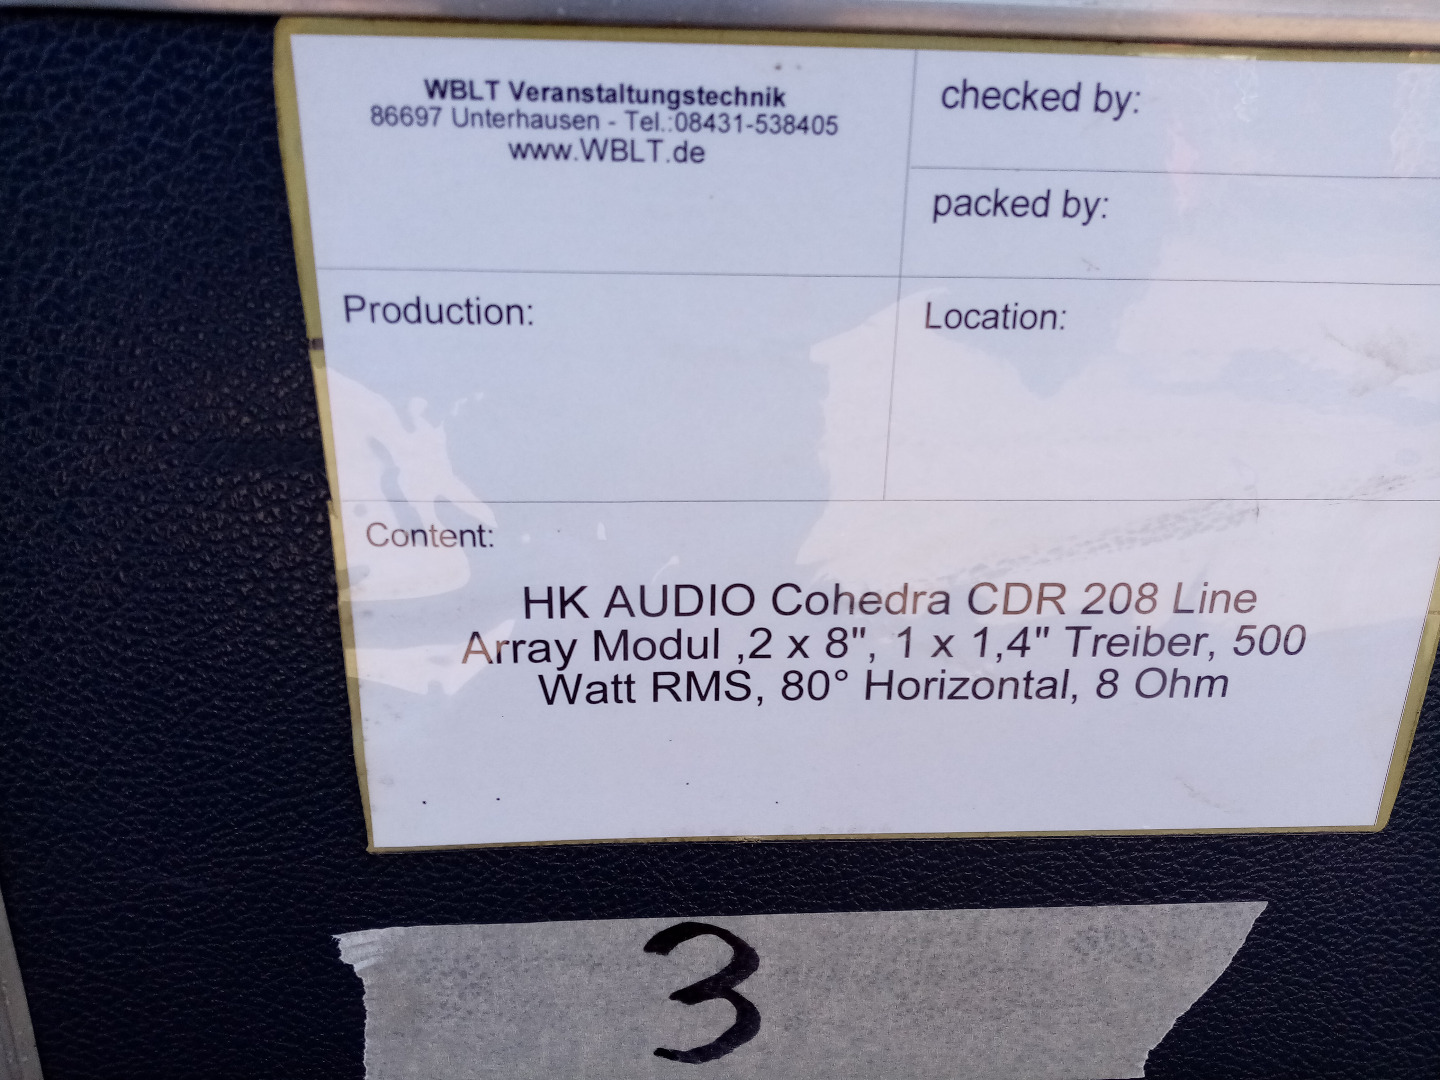 WBLT Veranstaltungstechnik
86697 Unterhausen - Tel.:08431-538405
www.WBLT.de
checked by:
packed by:
Production:
Location:
Content:
HK AUDIO Cohedra CDR 208 Line
Array Modul ,2 x 8", 1 x 1,4" Treiber, 500
Watt RMS, 80° Horizontal, 8 Ohm
3